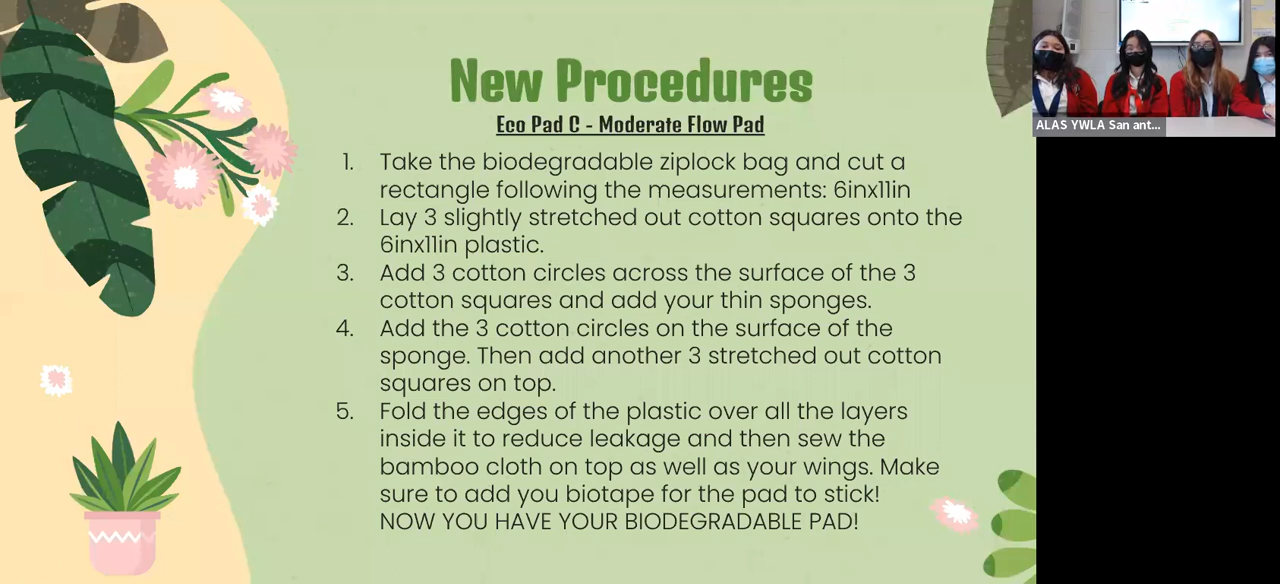 New Procedures
Eco Pad C - Moderate Flow Pad
1. Take the biodegradable ziplock bag and cut a
rectangle following the measurements: 6inx11in
2. Lay 3 slightly stretched out cotton squares onto the
6inx11in plastic.
3. Add 3 cotton circles across the surface of the 3
cotton squares and add your thin sponges.
4. Add the 3 cotton circles on the surface of the
sponge. Then add another 3 stretched out cotton
squares on top.
5. Fold the edges of the plastic over all the layers
inside it to reduce leakage and then sew the
bamboo cloth on top as well as your wings. Make
sure to add you biotape for the pad to stick!
NOW YOU HAVE YOUR BIODEGRADABLE PAD!
ALAS YWLA San ant...